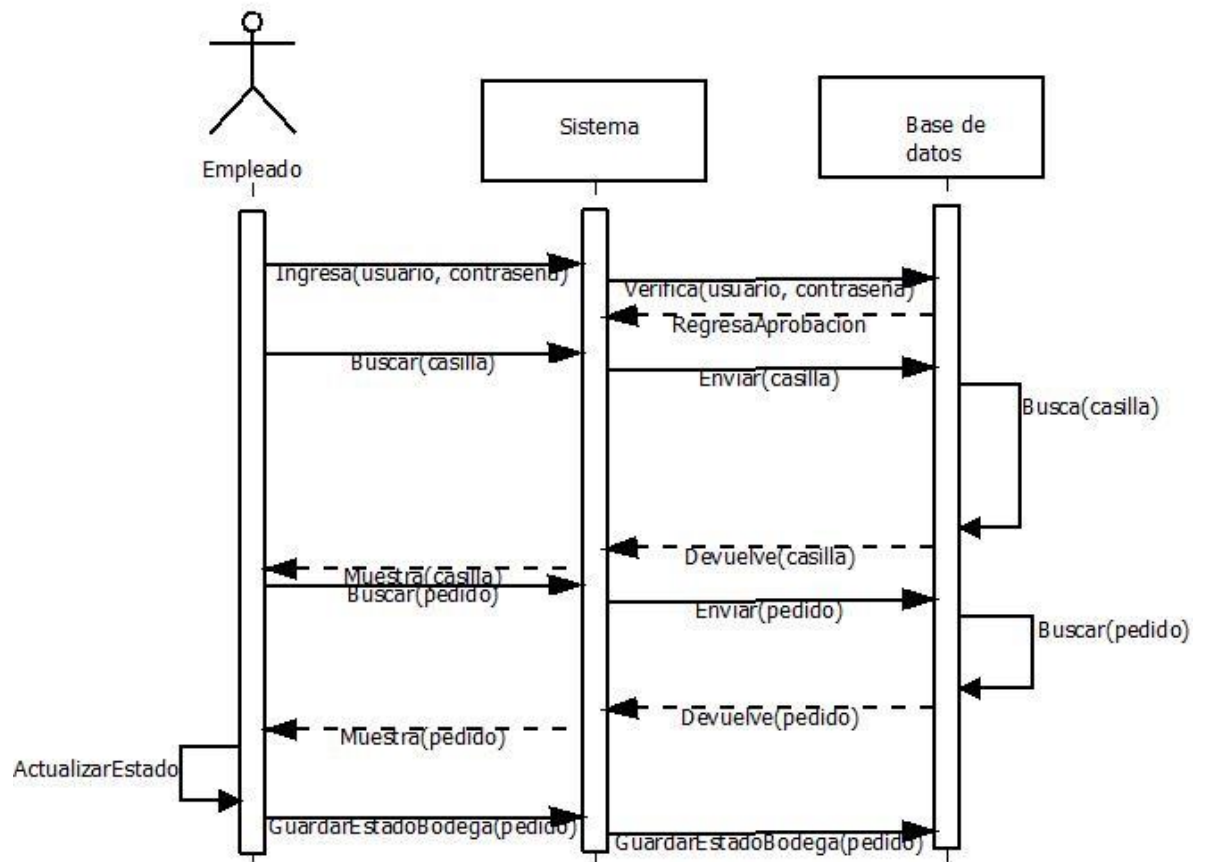 Empleado
Sistema
Base de
datos
Ingresa(usuario, contraseña)
Verifica(usuario, contraseña)
RegresaAprobacion
Buscar(casilla)
Enviar(casilla)
Busca(casilla)
Devuelve(casilla)
Muestra(casilla)
Buscar(pedido)
Enviar(pedido)
Buscar(pedido)
Devuelve(pedido)
Muestra(pedido)
ActualizarEstado
GuardarEstadoBodega(pedido)
GuardarEstadoBodega(pedido)